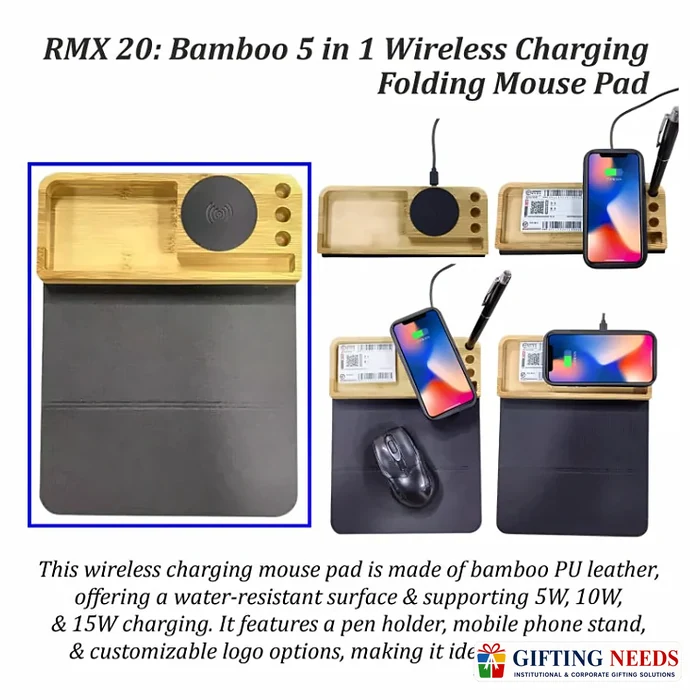 RMX 20: Bamboo 5 in 1 Wireless Charging
Folding Mouse Pad
This wireless charging mouse pad is made of bamboo PU leather,
offering a water-resistant surface & supporting 5W, 10W,
& 15W charging. It features a pen holder, mobile phone stand,
& customizable logo options, making it ide
GIFTING NEEDS
INSTITUTIONAL & CORPORATE GIFTING SOLUTIONS